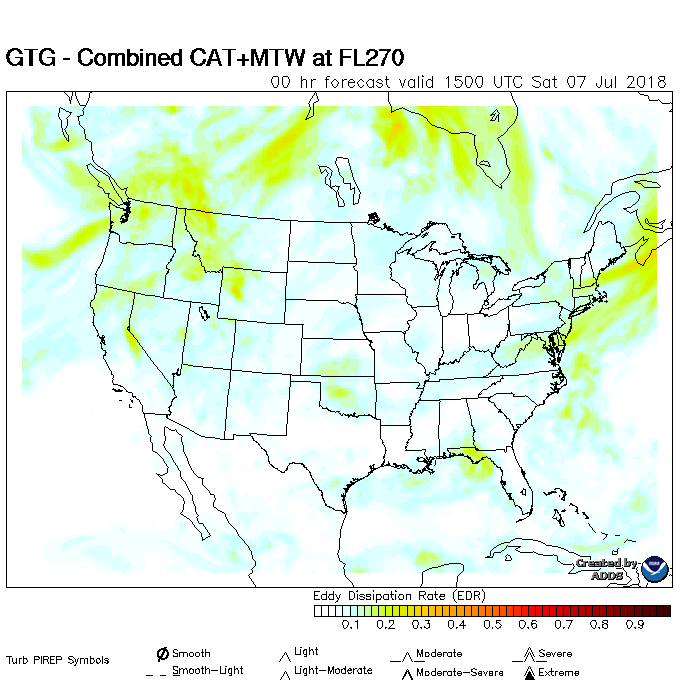 GTG - Combined CAT+MTW at FL270
00 hr forecast valid 1500 UTC Sat 07 Jul 2018
Created by
ADDS
Eddy Dissipation Rate (EDR)
0.1 0.2 0.3 0.4 0.5 0.6 0.7 0.8 0.9
Turb PIREP Symbols
Smooth Light Moderate Severe
Smooth-Light Light-Moderate Moderate-Severe Extreme